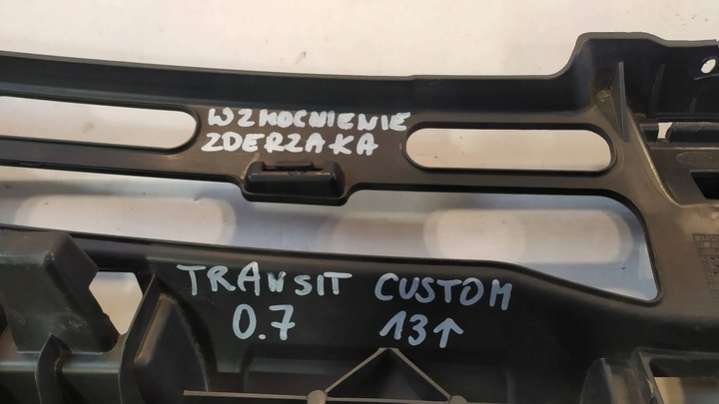 WZMOCNIENIE
ZDERZAKA
TRANSIT CUSTOM
0.7 13↑